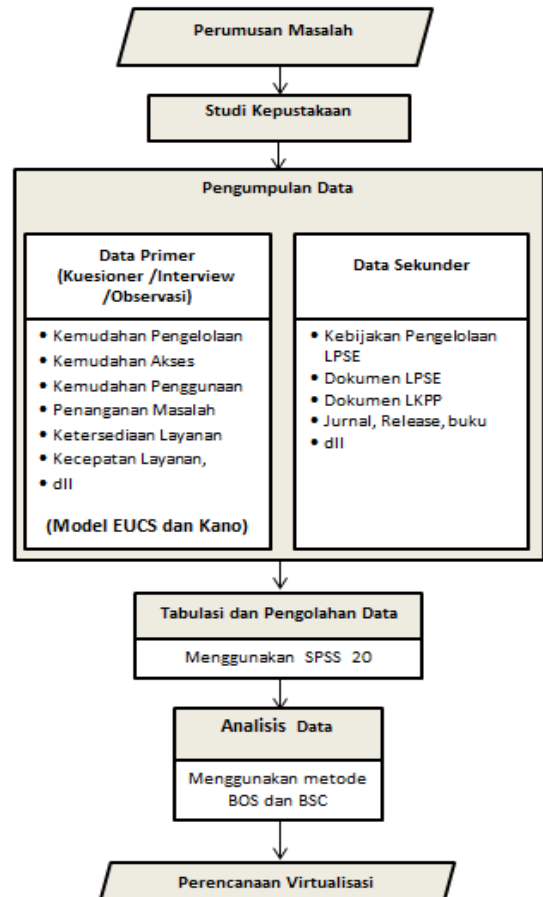 Perumusan Masalah
Studi Kepustakaan
Pengumpulan Data
Data Primer
(Kuesioner /Interview
/Observasi)
• Kemudahan Pengelolaan
• Kemudahan Akses
• Kemudahan Penggunaan
• Penanganan Masalah
• Ketersediaan Layanan
• Kecepatan Layanan,
• dll
(Model EUCS dan Kano)
Data Sekunder
• Kebijakan Pengelolaan
LPSE
• Dokumen LPSE
• Dokumen LKPP
• Jurnal, Release, buku
• dll
Tabulasi dan Pengolahan Data
Menggunakan SPSS 20
Analisis Data
Menggunakan metode
BOS dan BSC
Perencanaan Virtualisasi